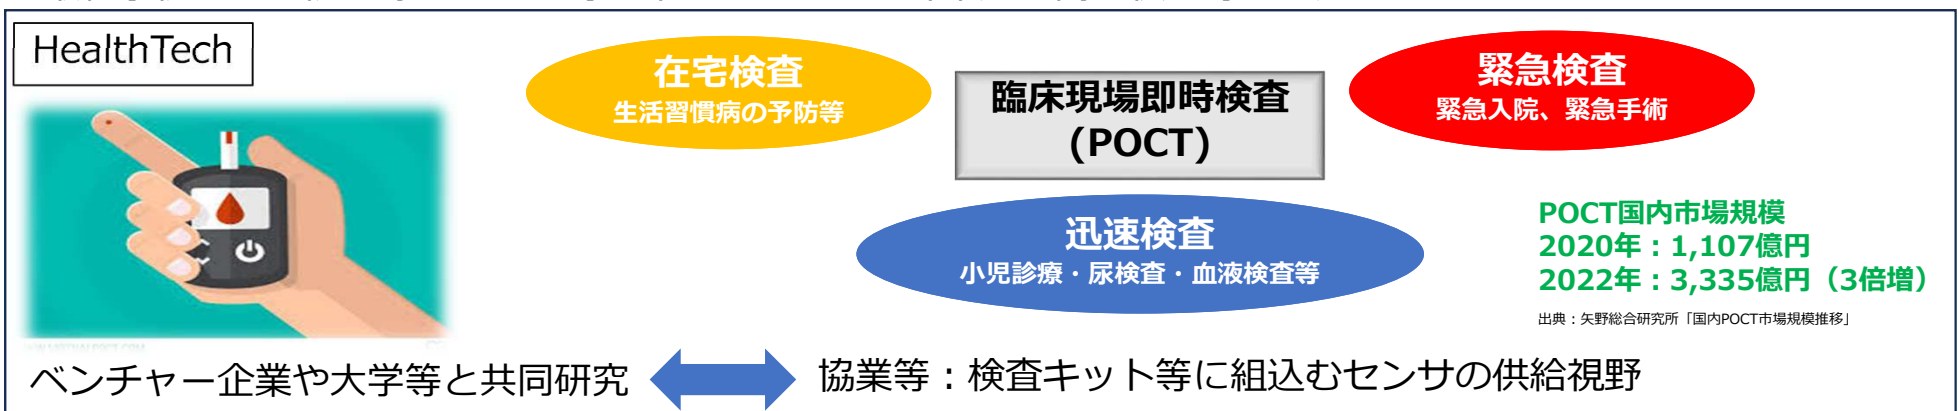 HealthTech
在宅検査
生活習慣病の予防等
臨床現場即時検査
(POCT)
緊急検査
緊急入院、緊急手術
迅速検査
小児診療・尿検査・血液検査等
POCT国内市場規模
2020年：1,107億円
2022年：3,335億円（3倍増）
出典：矢野総合研究所「国内POCT市場規模推移」
ベンチャー企業や大学等と共同研究
協業等：検査キット等に組込むセンサの供給視野